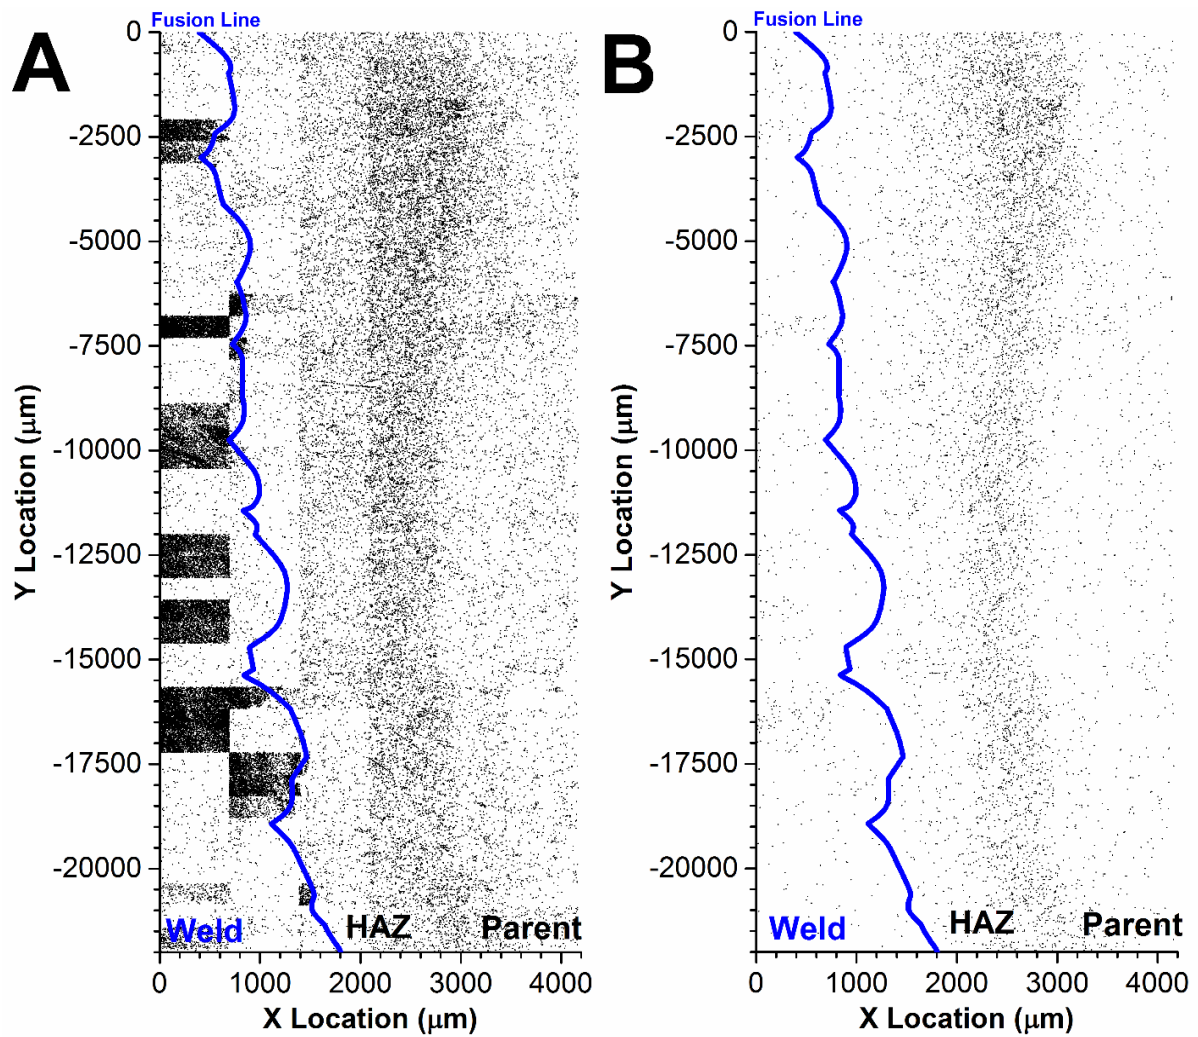 A
Fusion Line
0
-2500
-5000
-7500
-10000
-12500
-15000
-17500
-20000
Y Location (μm)
Weld
HAZ
Parent
0 1000 2000 3000 4000
X Location (μm)
B
Fusion Line
0
-2500
-5000
-7500
-10000
-12500
-15000
-17500
-20000
Y Location (μm)
Weld
HAZ
Parent
0 1000 2000 3000 4000
X Location (μm)